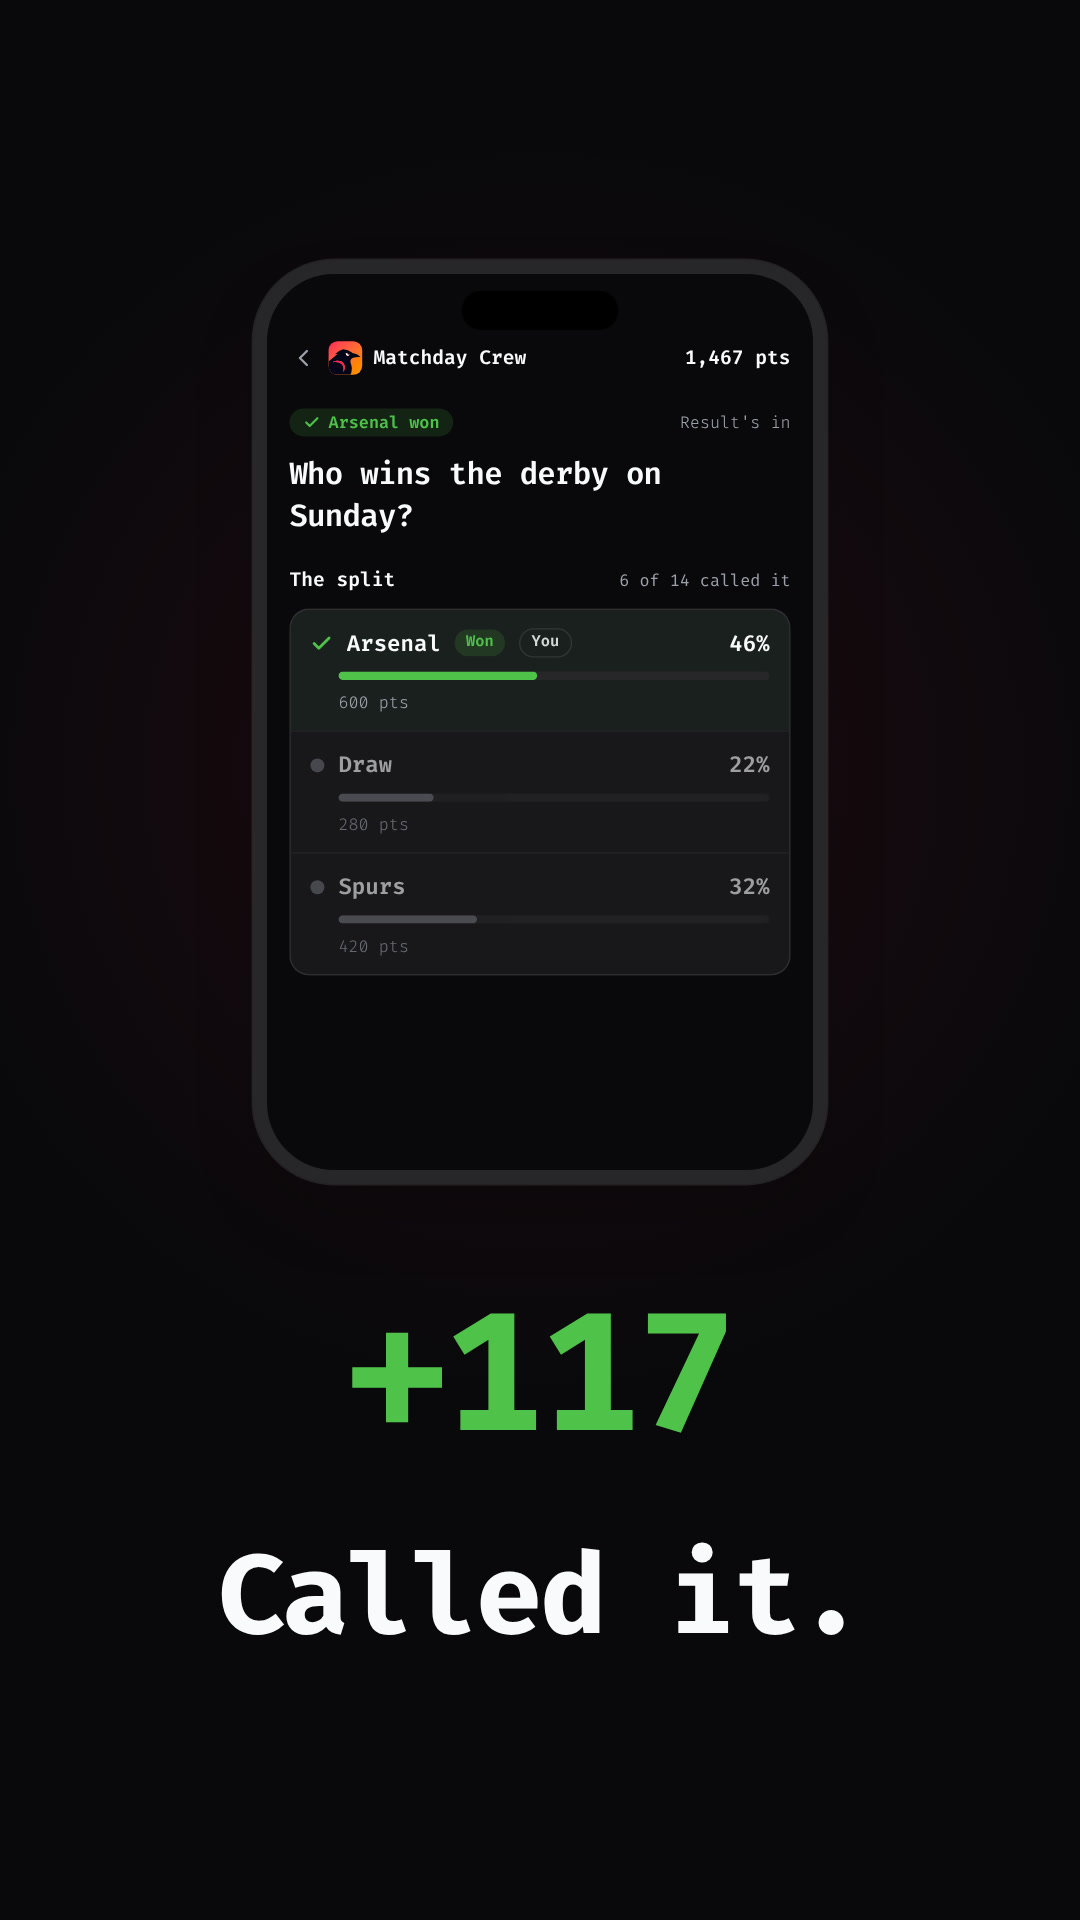 Matchday Crew 1,467 pts
Arsenal won Result's in
Who wins the derby on
Sunday?
The split 6 of 14 called it
Arsenal Won You 46%
600 pts
Draw 22%
280 pts
Spurs 32%
420 pts
+117
Called it.